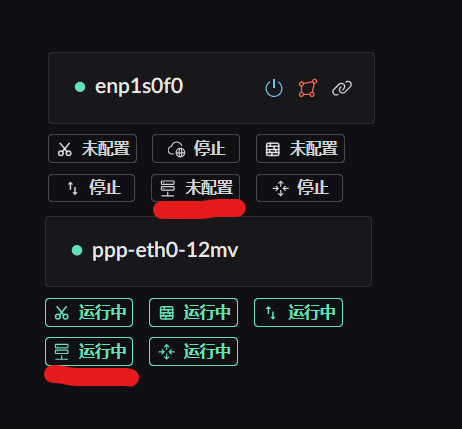 enp1s0f0
未配置 停止 未配置
停止 未配置 停止
ppp-eth0-12mv
运行中 运行中 运行中
运行中 运行中